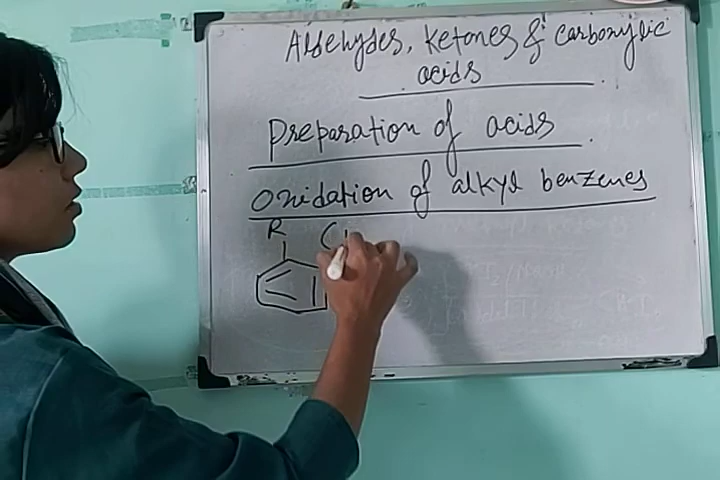 Aldehydes, Ketones & carboxylic
acids
Preparation of acids
Oxidation of alkyl benzenes
R
C